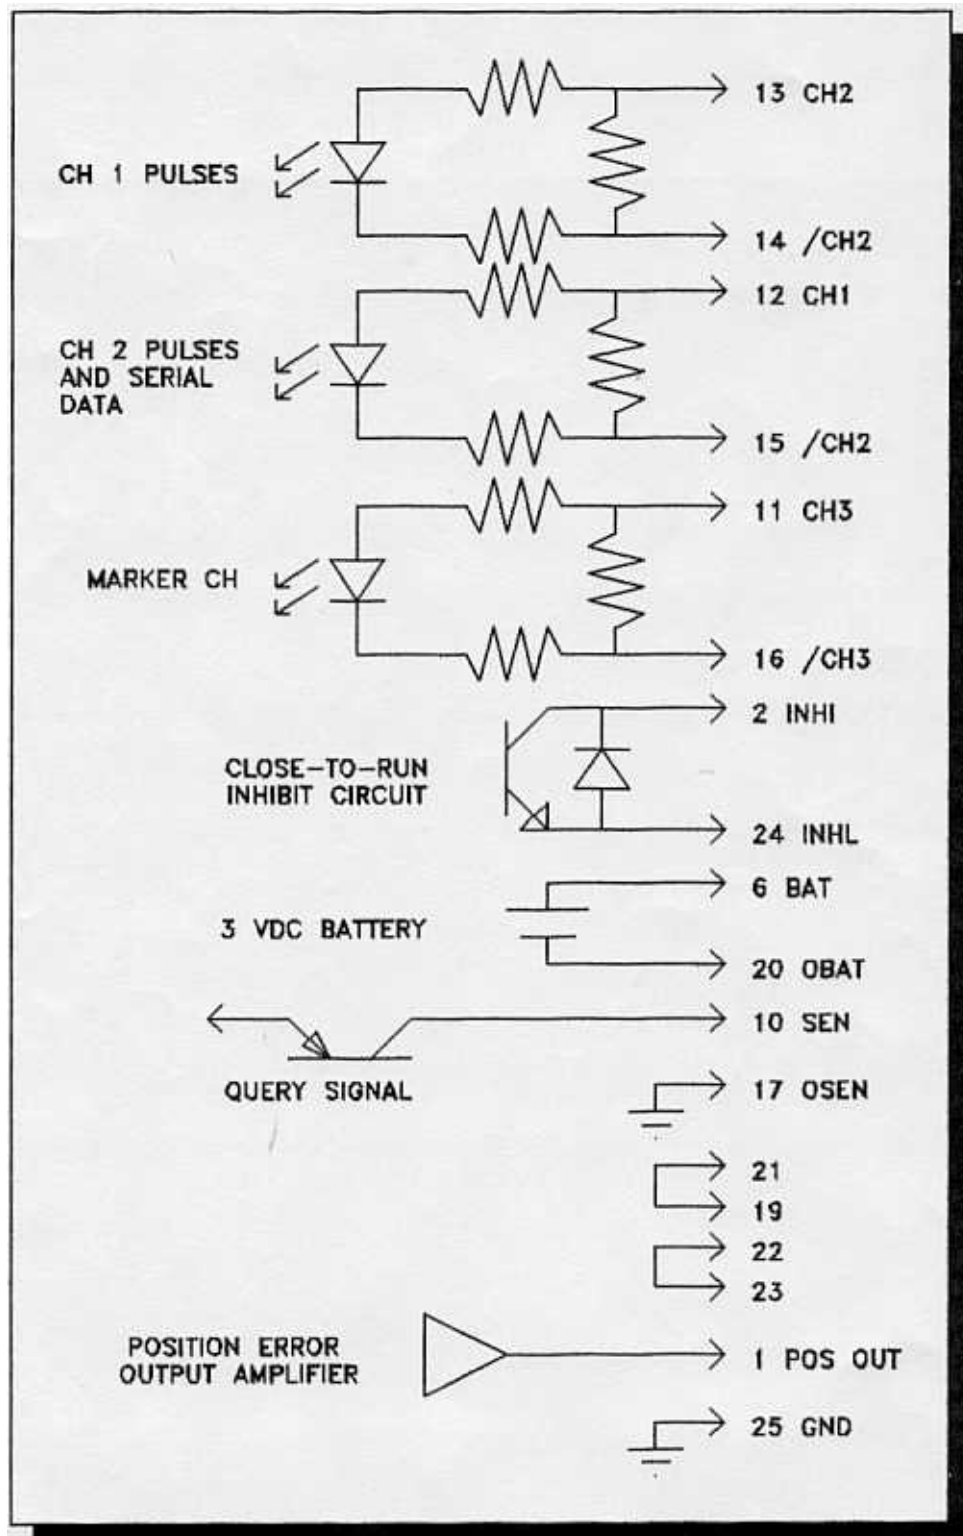 13 CH2
CH 1 PULSES
14 /CH2
12 CH1
CH 2 PULSES
AND SERIAL
DATA
15 /CH2
11 CH3
MARKER CH
16 /CH3
2 INHI
CLOSE-TO-RUN
INHIBIT CIRCUIT
24 INHL
6 BAT
3 VDC BATTERY
20 OBAT
10 SEN
QUERY SIGNAL
17 OSEN
21
19
22
23
POSITION ERROR
OUTPUT AMPLIFIER
1 POS OUT
25 GND